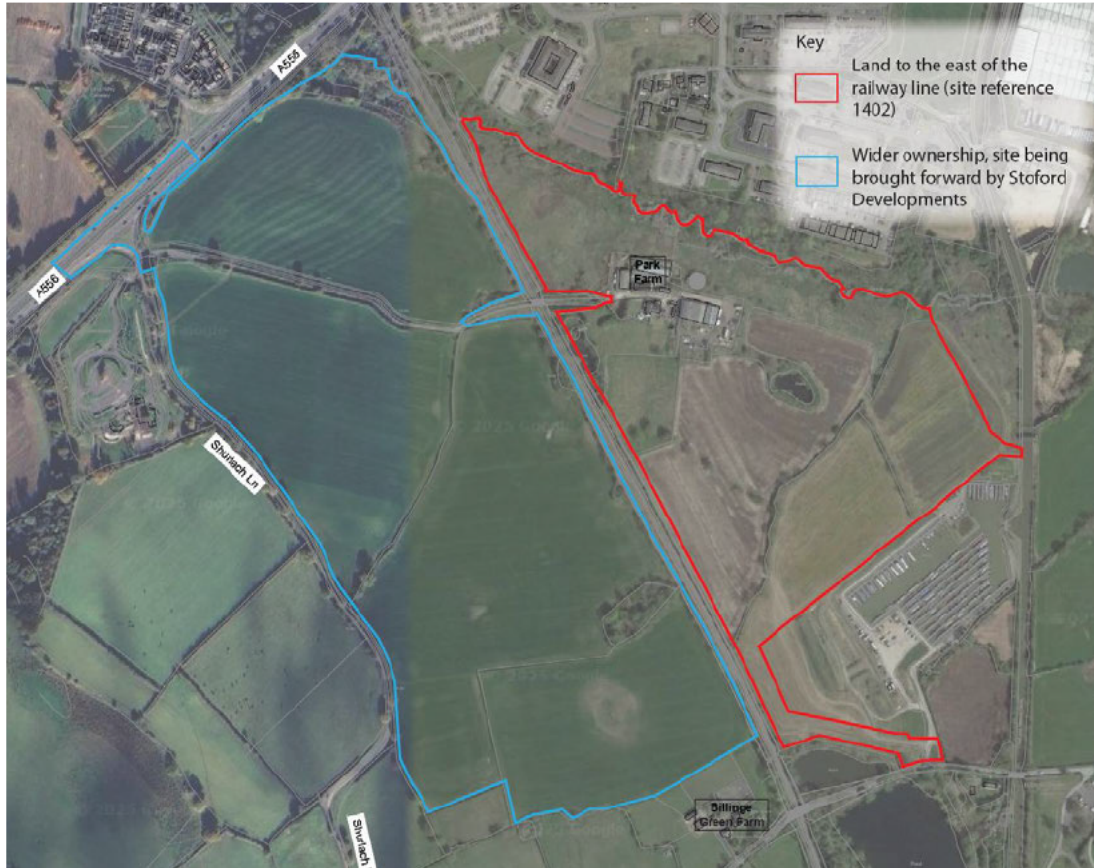 A556
A556
Key
Land to the east of the
railway line (site reference
1402)
Wider ownership, site being
brought forward by Stoford
Developments
Park
Farm
Shurlach Ln
Billinge
Green Farm
Shurlach